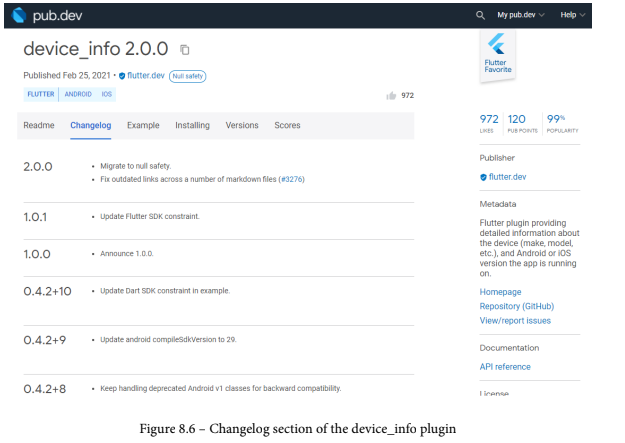 pub.dev
My pub.dev
Help
device_info 2.0.0
Published Feb 25, 2021 • flutter.dev Null safety
FLUTTER ANDROID IOS
972
Readme Changelog Example Installing Versions Scores
2.0.0
• Migrate to null safety.
• Fix outdated links across a number of markdown files (#3276)
1.0.1
• Update Flutter SDK constraint.
1.0.0
• Announce 1.0.0.
0.4.2+10
• Update Dart SDK constraint in example.
0.4.2+9
• Update android compileSdkVersion to 29.
0.4.2+8
• Keep handling deprecated Android v1 classes for backward compatibility.
Flutter
Favorite
972 120 99%
LIKES PUB POINTS POPULARITY
Publisher
flutter.dev
Metadata
Flutter plugin providing
detailed information about
the device (make, model,
etc.), and Android or iOS
version the app is running
on.
Homepage
Repository (GitHub)
View/report issues
Documentation
API reference
License
Figure 8.6 – Changelog section of the device_info plugin